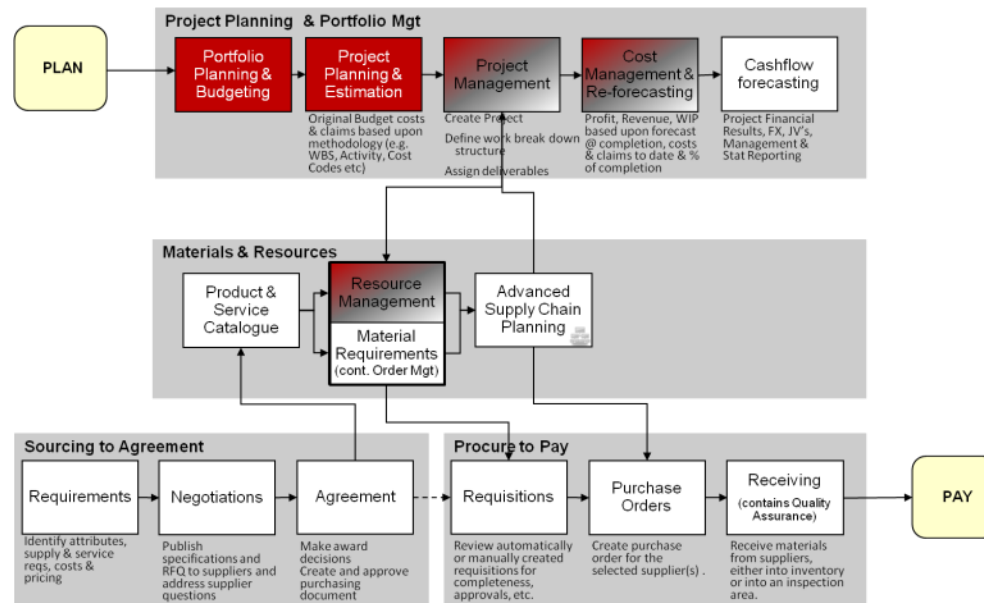 Project Planning & Portfolio Mgt
PLAN
Portfolio
Planning &
Budgeting
Project
Planning &
Estimation
Project
Management
Cost
Management &
Re-forecasting
Cashflow
forecasting
Original Budget costs
& claims based upon
methodology (e.g.
WBS, Activity, Cost
Codes etc)
Create Project
Define work break down
structure
Assign deliverables
Profit, Revenue, WIP
based upon forecast
@ completion, costs
& claims to date & %
of completion
Project Financial
Results, FX, JV's,
Management &
Stat Reporting
Materials & Resources
Product &
Service
Catalogue
Resource
Management
Material
Requirements
(cont. Order Mgt)
Advanced
Supply Chain
Planning
Sourcing to Agreement
Requirements
Negotiations
Agreement
Identify attributes,
supply & service
reqs, costs &
pricing
Publish
specifications and
RFQ to suppliers and
address supplier
questions
Make award
decisions
Create and approve
purchasing
document
Procure to Pay
Requisitions
Purchase
Orders
Receiving
(contains Quality
Assurance)
PAY
Review automatically
or manually created
requisitions for
completeness,
approvals, etc.
Create purchase
order for the
selected supplier(s) .
Receive materials
from suppliers,
either into inventory
or into an inspection
area.